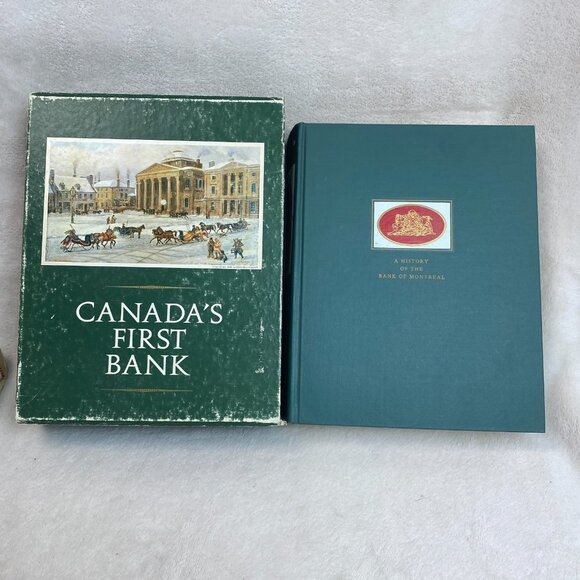 CANADA'S
FIRST
BANK
A HISTORY
OF THE
BANK OF MONTREAL